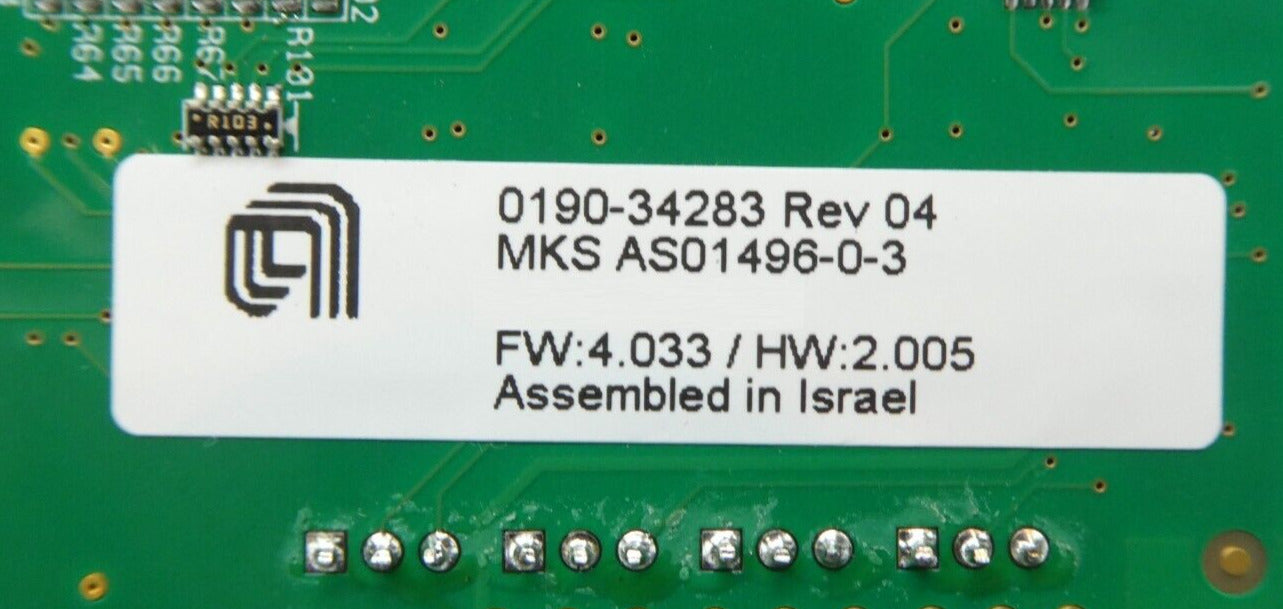 R64
R65
R66
R67
R101
R103
0190-34283 Rev 04
MKS AS01496-0-3
FW:4.033 / HW:2.005
Assembled in Israel